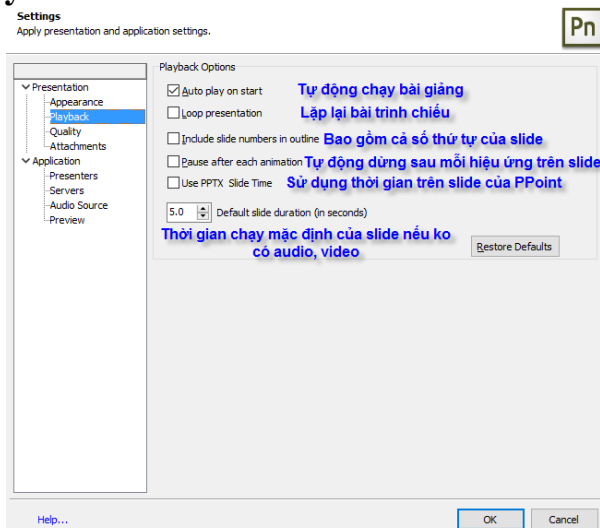 y
Settings
Apply presentation and application settings.
Pn
Playback Options
Presentation
Appearance
Playback
Quality
Attachments
Application
Presenters
Servers
Audio Source
Preview
Auto play on start Tự động chạy bài giảng
Loop presentation Lặp lại bài trình chiếu
Include slide numbers in outline Bao gồm cả số thứ tự của slide
Pause after each animation Tự động dừng sau mỗi hiệu ứng trên slide
Use PPTX Slide Time Sử dụng thời gian trên slide của PPoint
5.0 Default slide duration (in seconds)
Thời gian chạy mặc định của slide nếu ko
có audio, video
Restore Defaults
Help...
OK Cancel